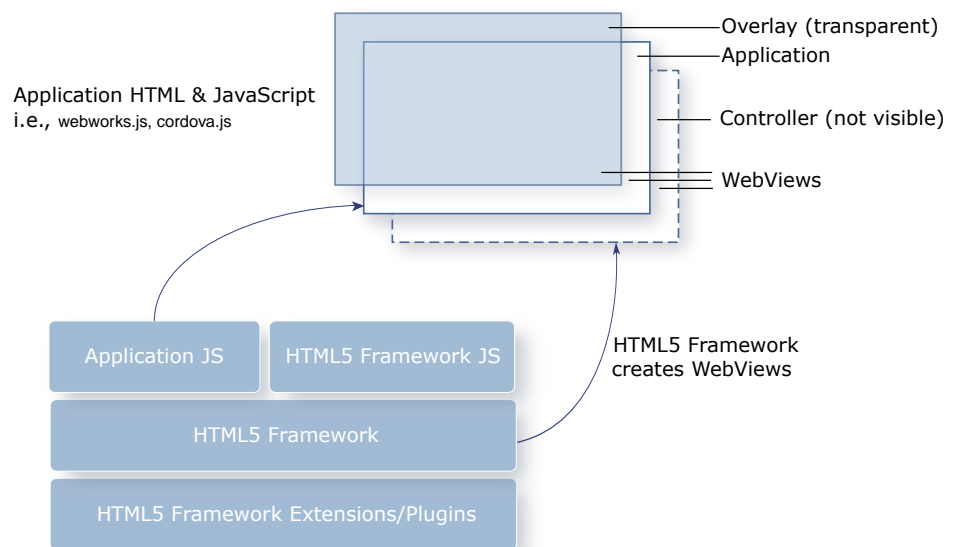 Overlay (transparent)
Application
Application HTML & JavaScript
i.e., webworks.js, cordova.js
Controller (not visible)
WebViews
Application JS
HTML5 Framework JS
HTML5 Framework
creates WebViews
HTML5 Framework
HTML5 Framework Extensions/Plugins